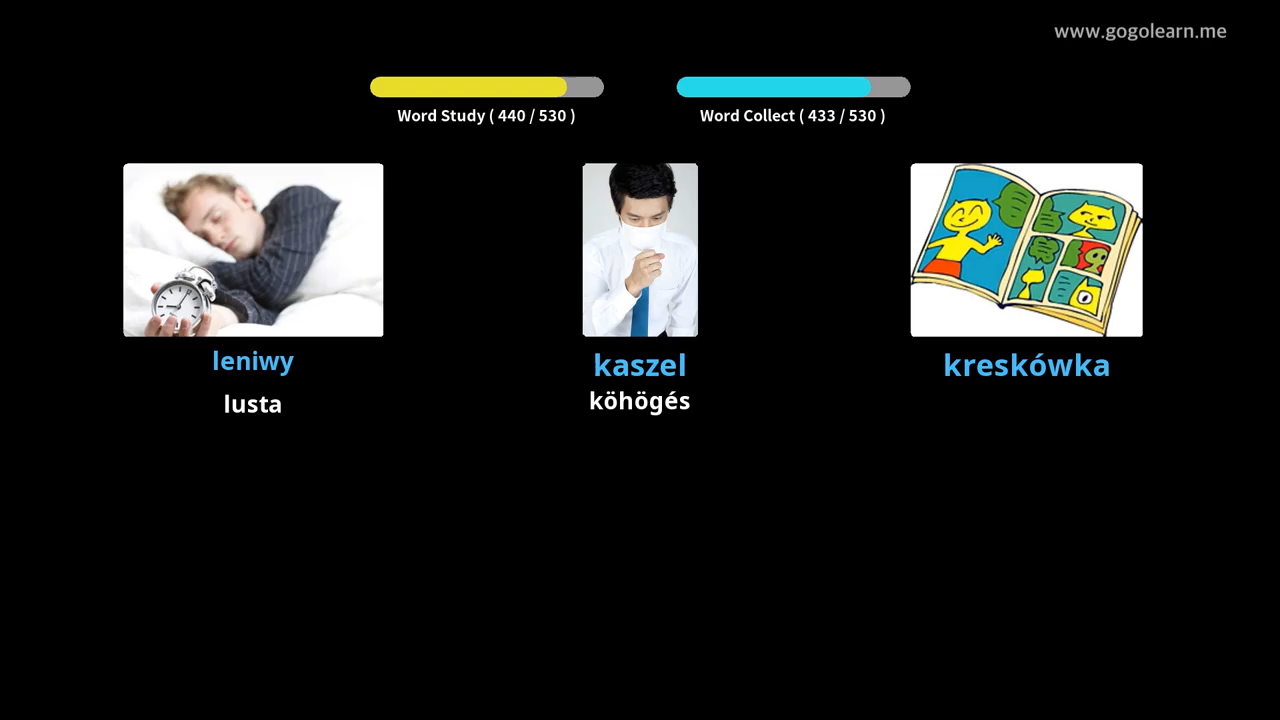 www.gogolearn.me
Word Study ( 440 / 530 )
Word Collect ( 433 / 530 )
leniwy
lusta
kaszel
köhögés
kreskówka